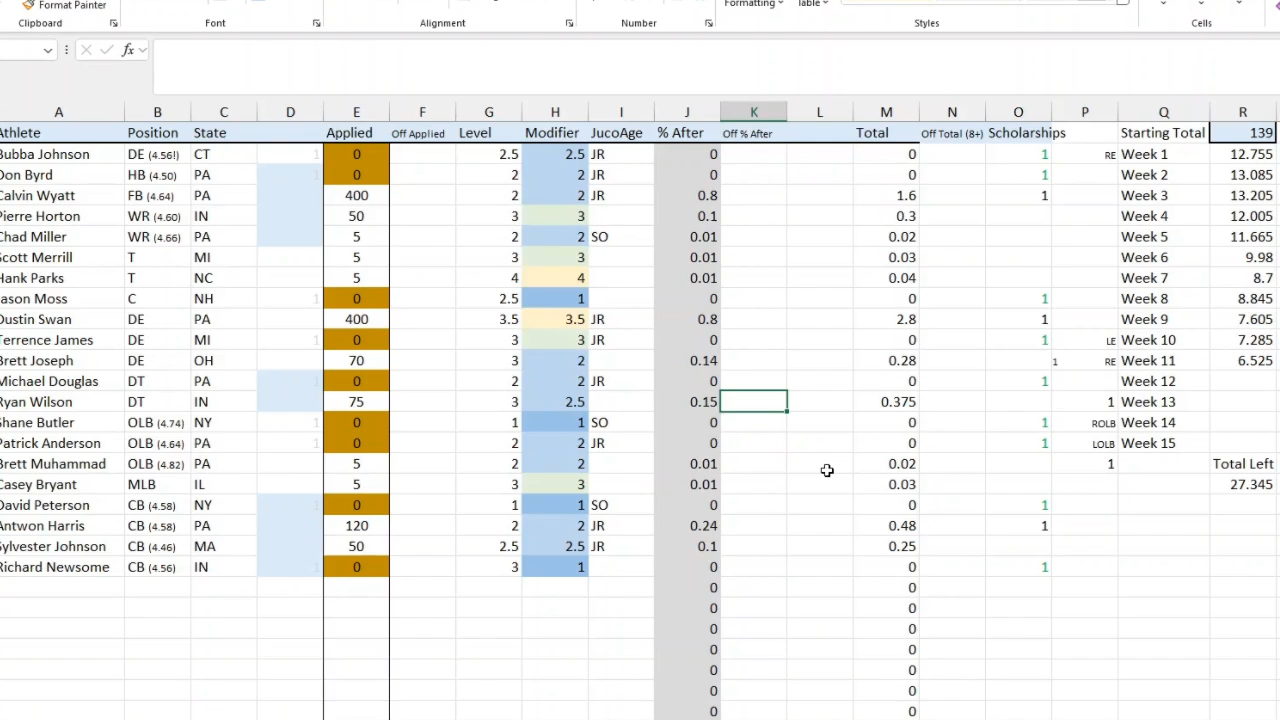 Format Painter
Formatting Table
Clipboard Font Alignment Number Styles Cells
fx
A B C D E F G H I J K L M N O P Q R
Athlete Position State Applied Off Applied Level Modifier JucoAge % After Off % After Total Off Total (8+) Scholarships Starting Total 139
Bubba Johnson DE (4.56!) CT 1 0 2.5 2.5 JR 0 0 1 RE Week 1 12.755
Don Byrd HB (4.50) PA 1 0 2 2 JR 0 0 1 Week 2 13.085
Calvin Wyatt FB (4.64) PA 400 2 2 JR 0.8 1.6 1 Week 3 13.205
Pierre Horton WR (4.60) IN 50 3 3 0.1 0.3 Week 4 12.005
Chad Miller WR (4.66) PA 5 2 2 SO 0.01 0.02 Week 5 11.665
Scott Merrill T MI 5 3 3 0.01 0.03 Week 6 9.98
Hank Parks T NC 5 4 4 0.01 0.04 Week 7 8.7
Jason Moss C NH 1 0 2.5 1 0 0 1 Week 8 8.845
Dustin Swan DE PA 400 3.5 3.5 JR 0.8 2.8 1 Week 9 7.605
Terrence James DE MI 1 0 3 3 JR 0 0 1 LE Week 10 7.285
Brett Joseph DE OH 70 3 2 0.14 0.28 1 RE Week 11 6.525
Michael Douglas DT PA 1 0 2 2 JR 0 0 1 Week 12
Ryan Wilson DT IN 75 3 2.5 0.15 0.375 1 Week 13
Shane Butler OLB (4.74) NY 1 0 1 1 SO 0 0 1 ROLB Week 14
Patrick Anderson OLB (4.64) PA 1 0 2 2 JR 0 0 1 LOLB Week 15
Brett Muhammad OLB (4.82) PA 5 2 2 0.01 0.02 1 Total Left
Casey Bryant MLB IL 5 3 3 0.01 0.03 27.345
David Peterson CB (4.58) NY 1 0 1 1 SO 0 0 1
Antwon Harris CB (4.58) PA 120 2 2 JR 0.24 0.48 1
Sylvester Johnson CB (4.46) MA 50 2.5 2.5 JR 0.1 0.25
Richard Newsome CB (4.56) IN 1 0 3 1 0 0 1
0 0
0 0
0 0
0 0
0 0
0 0
0 0